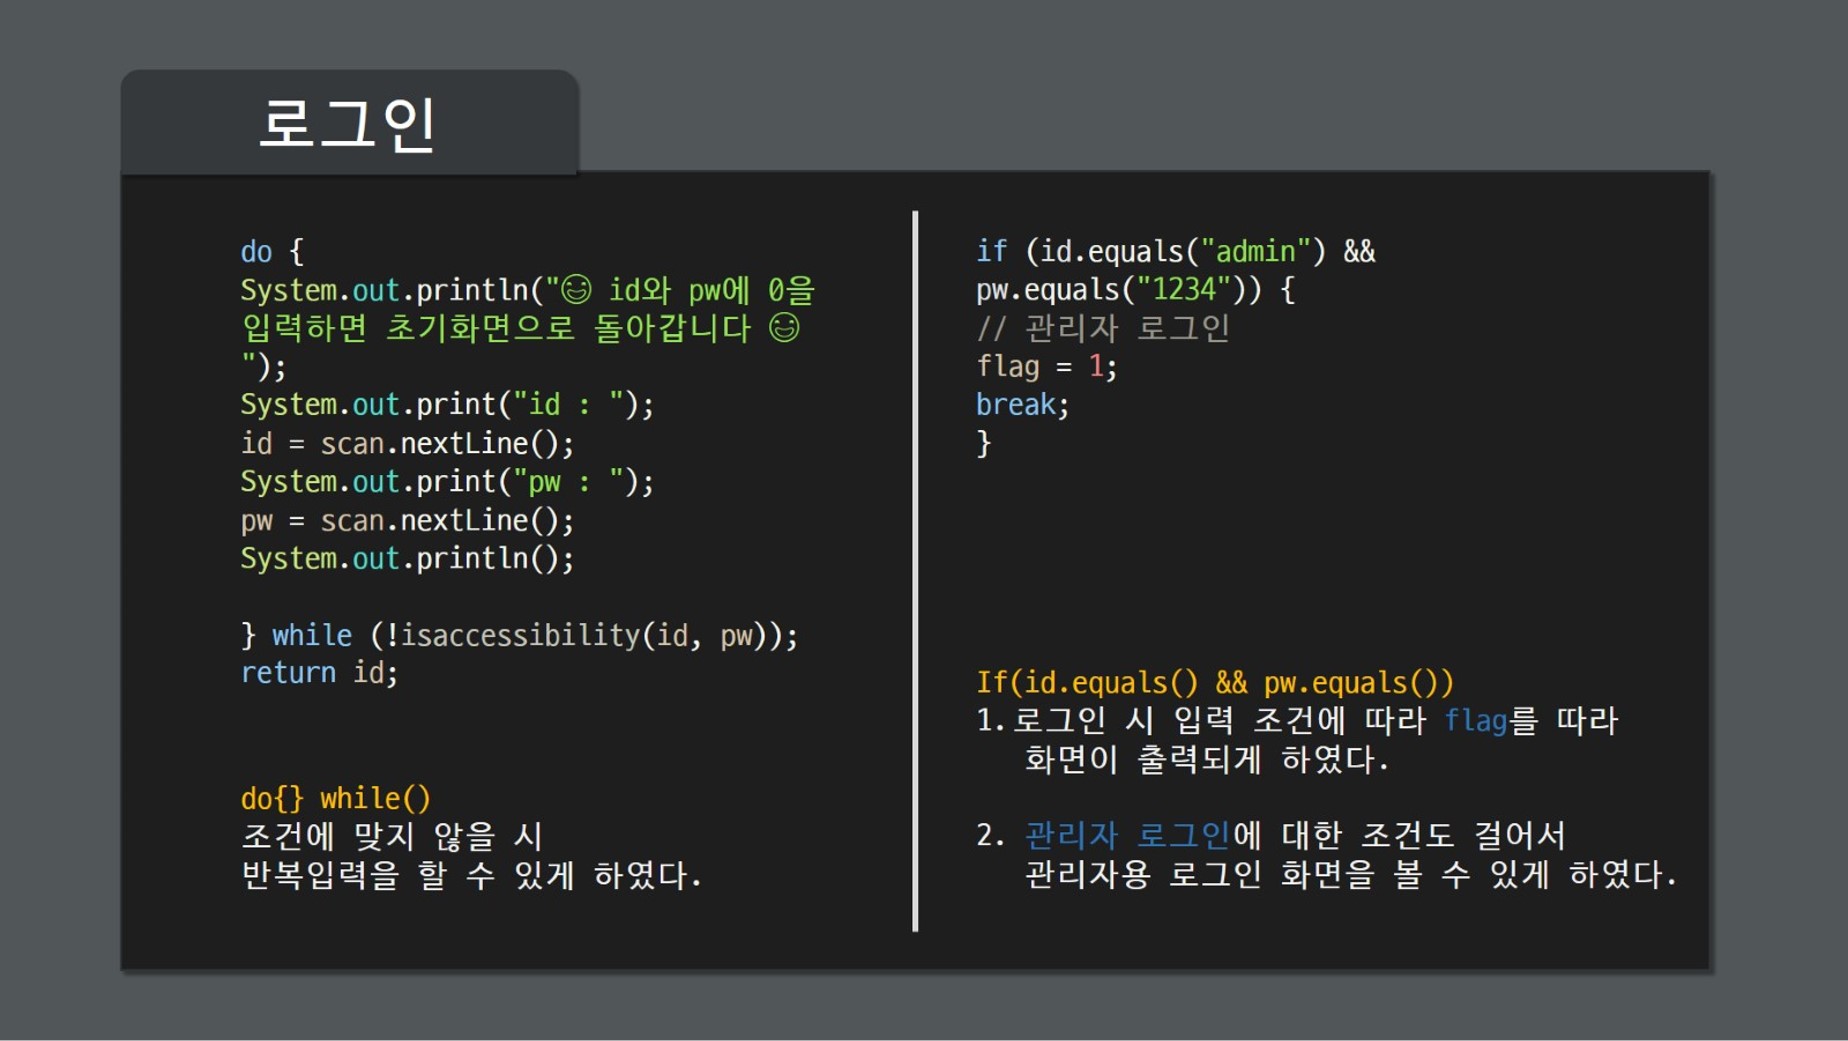 로그인
do {
System.out.println("😄 id와 pw에 0을
입력하면 초기화면으로 돌아갑니다 😄
");
System.out.print("id : ");
id = scan.nextLine();
System.out.print("pw : ");
pw = scan.nextLine();
System.out.println();
} while (!isaccessibility(id, pw));
return id;
do{} while()
조건에 맞지 않을 시
반복입력을 할 수 있게 하였다.
if (id.equals("admin") &&
pw.equals("1234")) {
// 관리자 로그인
flag = 1;
break;
}
If(id.equals() && pw.equals())
1.로그인 시 입력 조건에 따라 flag를 따라
화면이 출력되게 하였다.
2. 관리자 로그인에 대한 조건도 걸어서
관리자용 로그인 화면을 볼 수 있게 하였다.